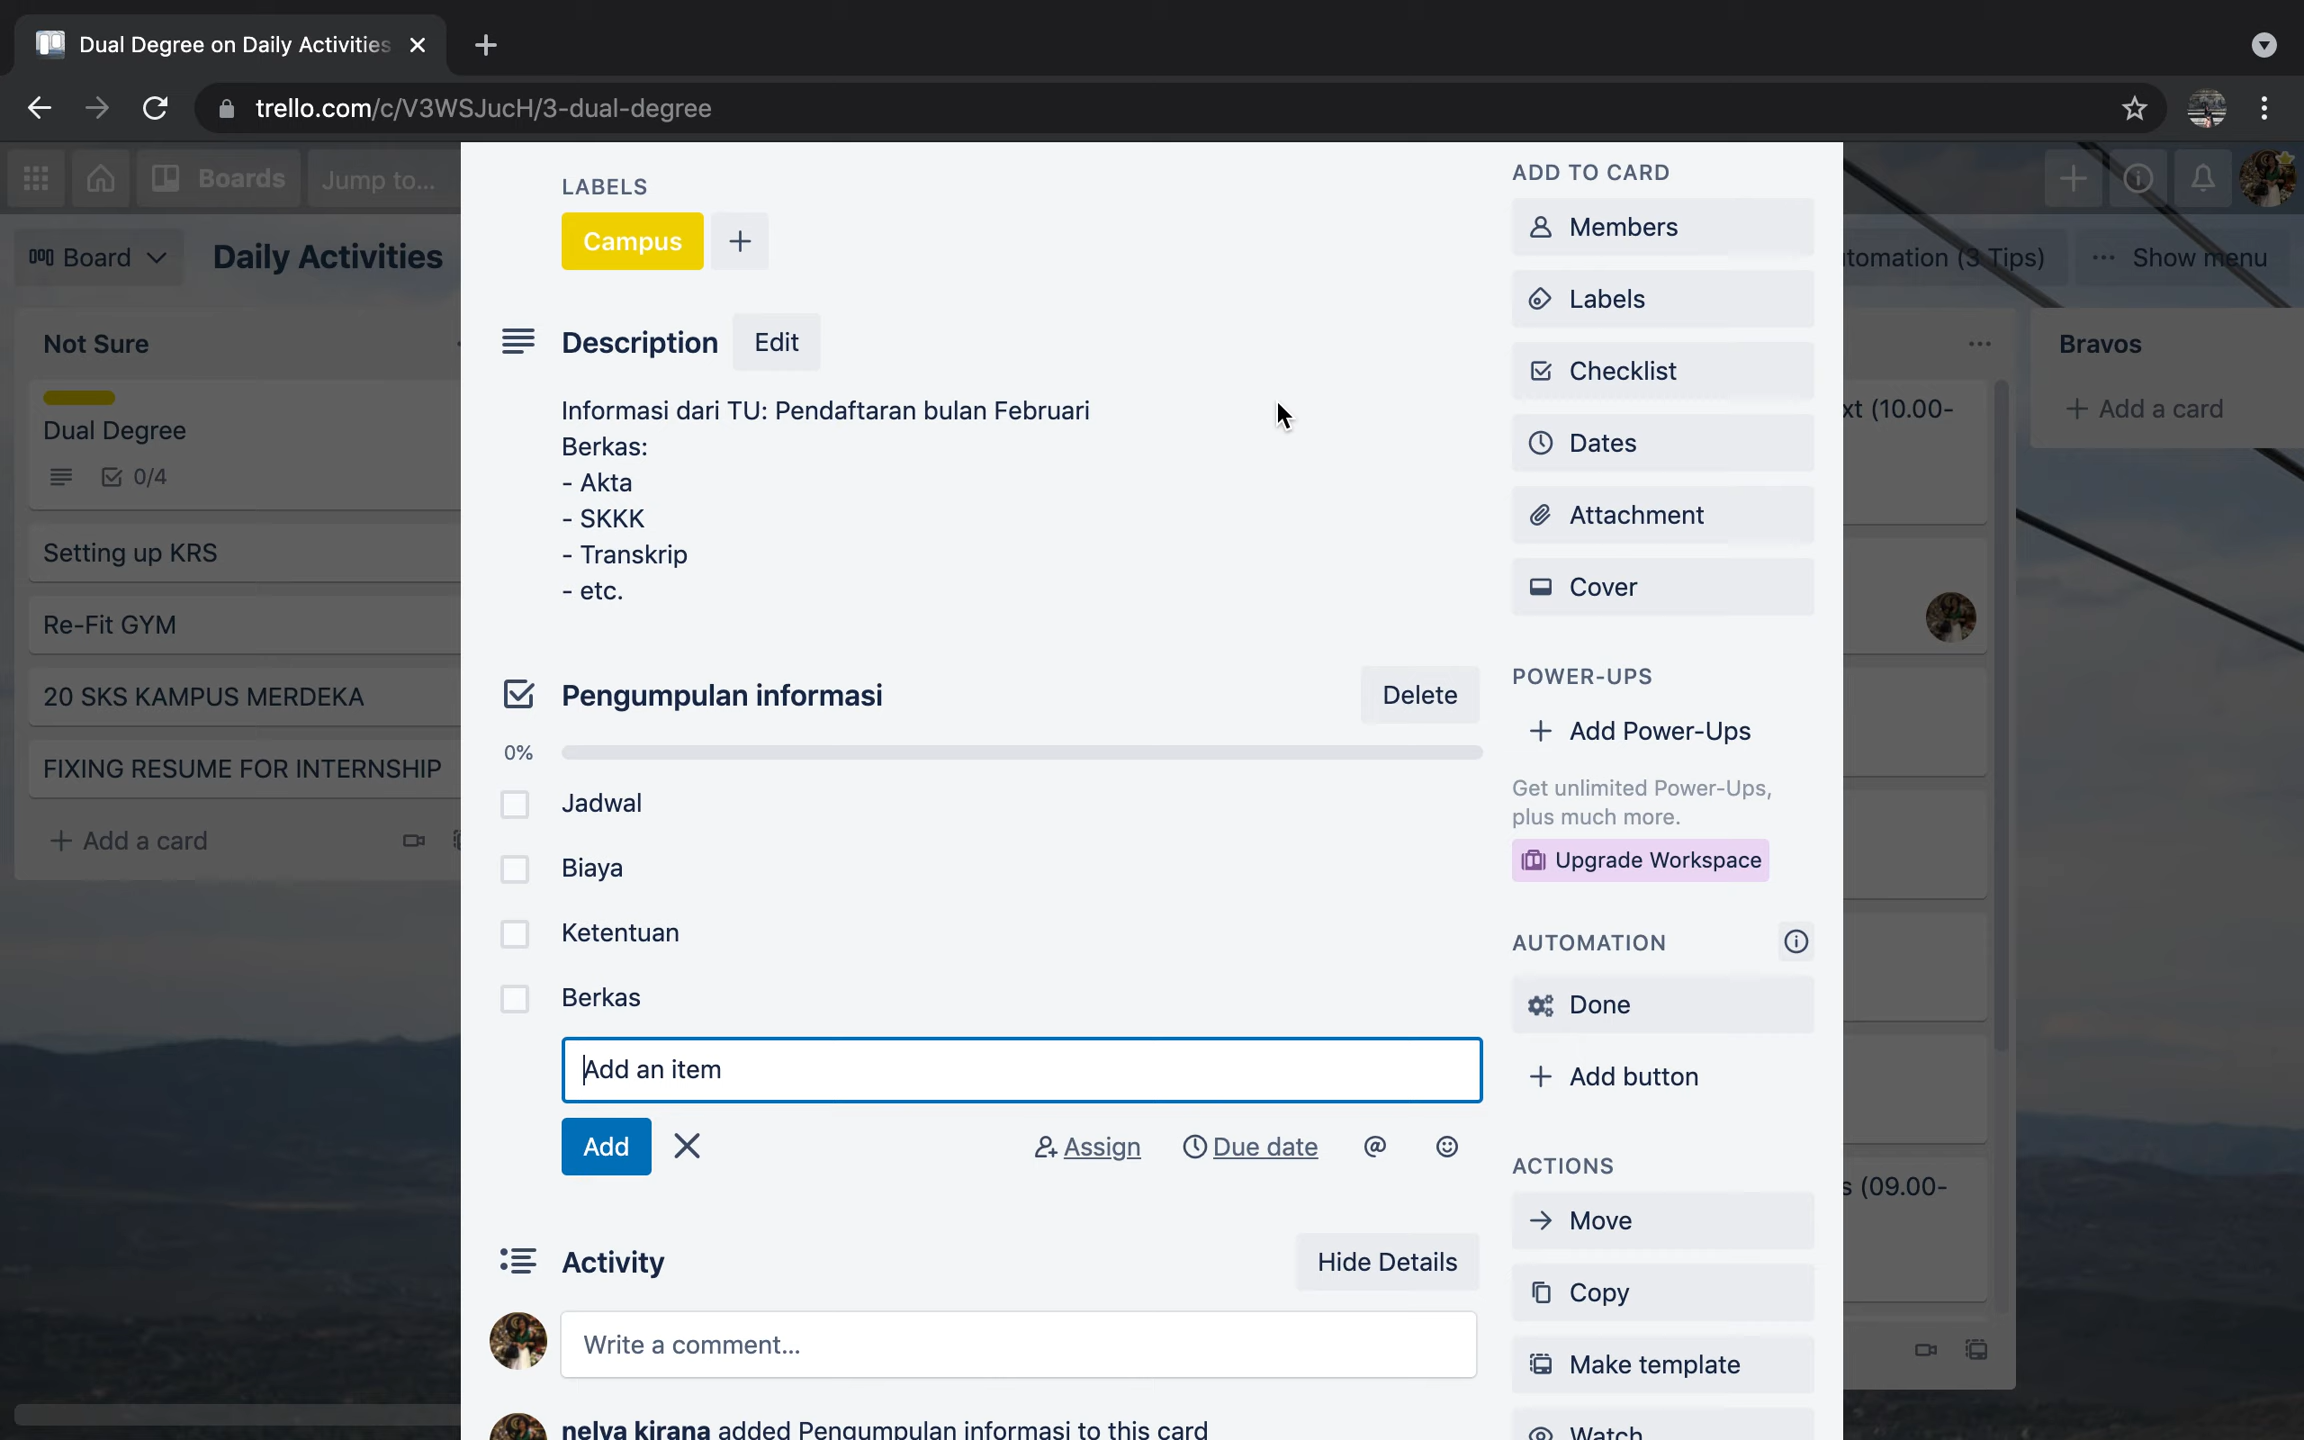 Dual Degree on Daily Activities
trello.com/c/V3WSJucH/3-dual-degree
Boards
Jump to...
Board
Daily Activities
tomation (3 Tips)
Show menu
Not Sure
Dual Degree
0/4
Setting up KRS
Re-Fit GYM
20 SKS KAMPUS MERDEKA
FIXING RESUME FOR INTERNSHIP
+ Add a card
LABELS
Campus
Description
Edit
Informasi dari TU: Pendaftaran bulan Februari
Berkas:
- Akta
- SKKK
- Transkrip
- etc.
Pengumpulan informasi
Delete
0%
Jadwal
Biaya
Ketentuan
Berkas
Add an item
Add
Assign
Due date
Activity
Hide Details
Write a comment...
nelva kirana added Pengumpulan informasi to this card
ADD TO CARD
Members
Labels
Checklist
Dates
Attachment
Cover
POWER-UPS
+ Add Power-Ups
Get unlimited Power-Ups,
plus much more.
Upgrade Workspace
AUTOMATION
Done
+ Add button
ACTIONS
Move
Copy
Make template
Watch
xt (10.00-
s (09.00-
Bravos
+ Add a card